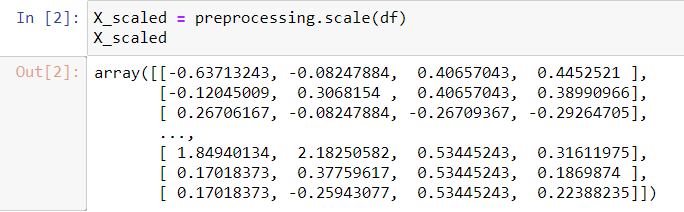 In [2]: X_scaled = preprocessing.scale(df)
X_scaled
Out[2]: array([[-0.63713243, -0.08247884,  0.40657043,  0.4452521 ],
[-0.12045009,  0.3068154 ,  0.40657043,  0.38990966],
[ 0.26706167, -0.08247884, -0.26709367, -0.29264705],
...,
[ 1.84940134,  2.18250582,  0.53445243,  0.31611975],
[ 0.17018373,  0.37759617,  0.53445243,  0.1869874 ],
[ 0.17018373, -0.25943077,  0.53445243,  0.22388235]])